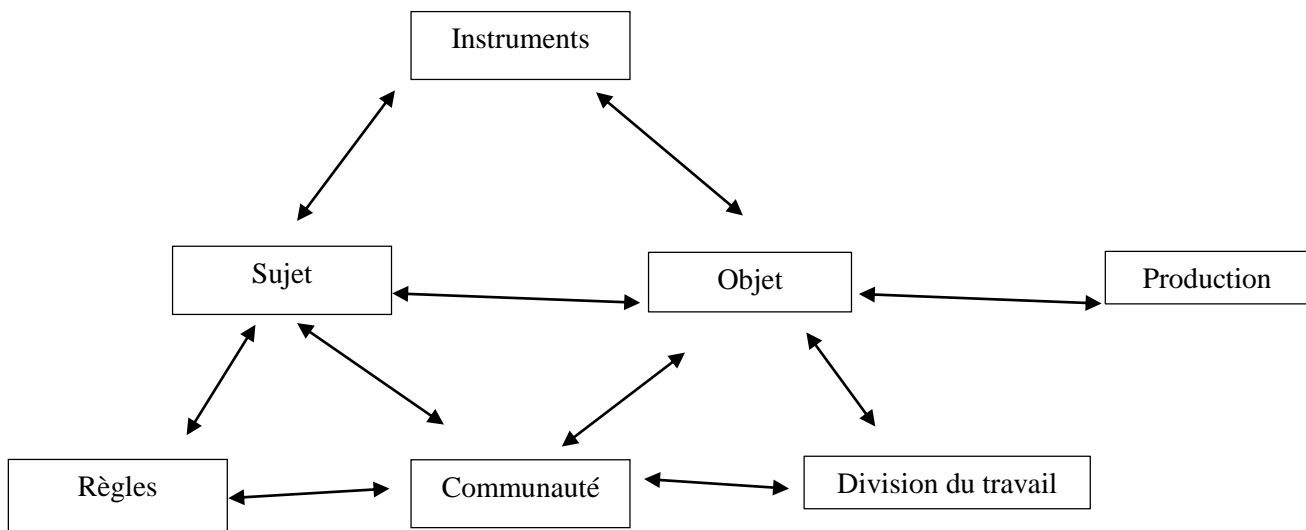 Instruments
Sujet
Objet
Production
Règles
Communauté
Division du travail